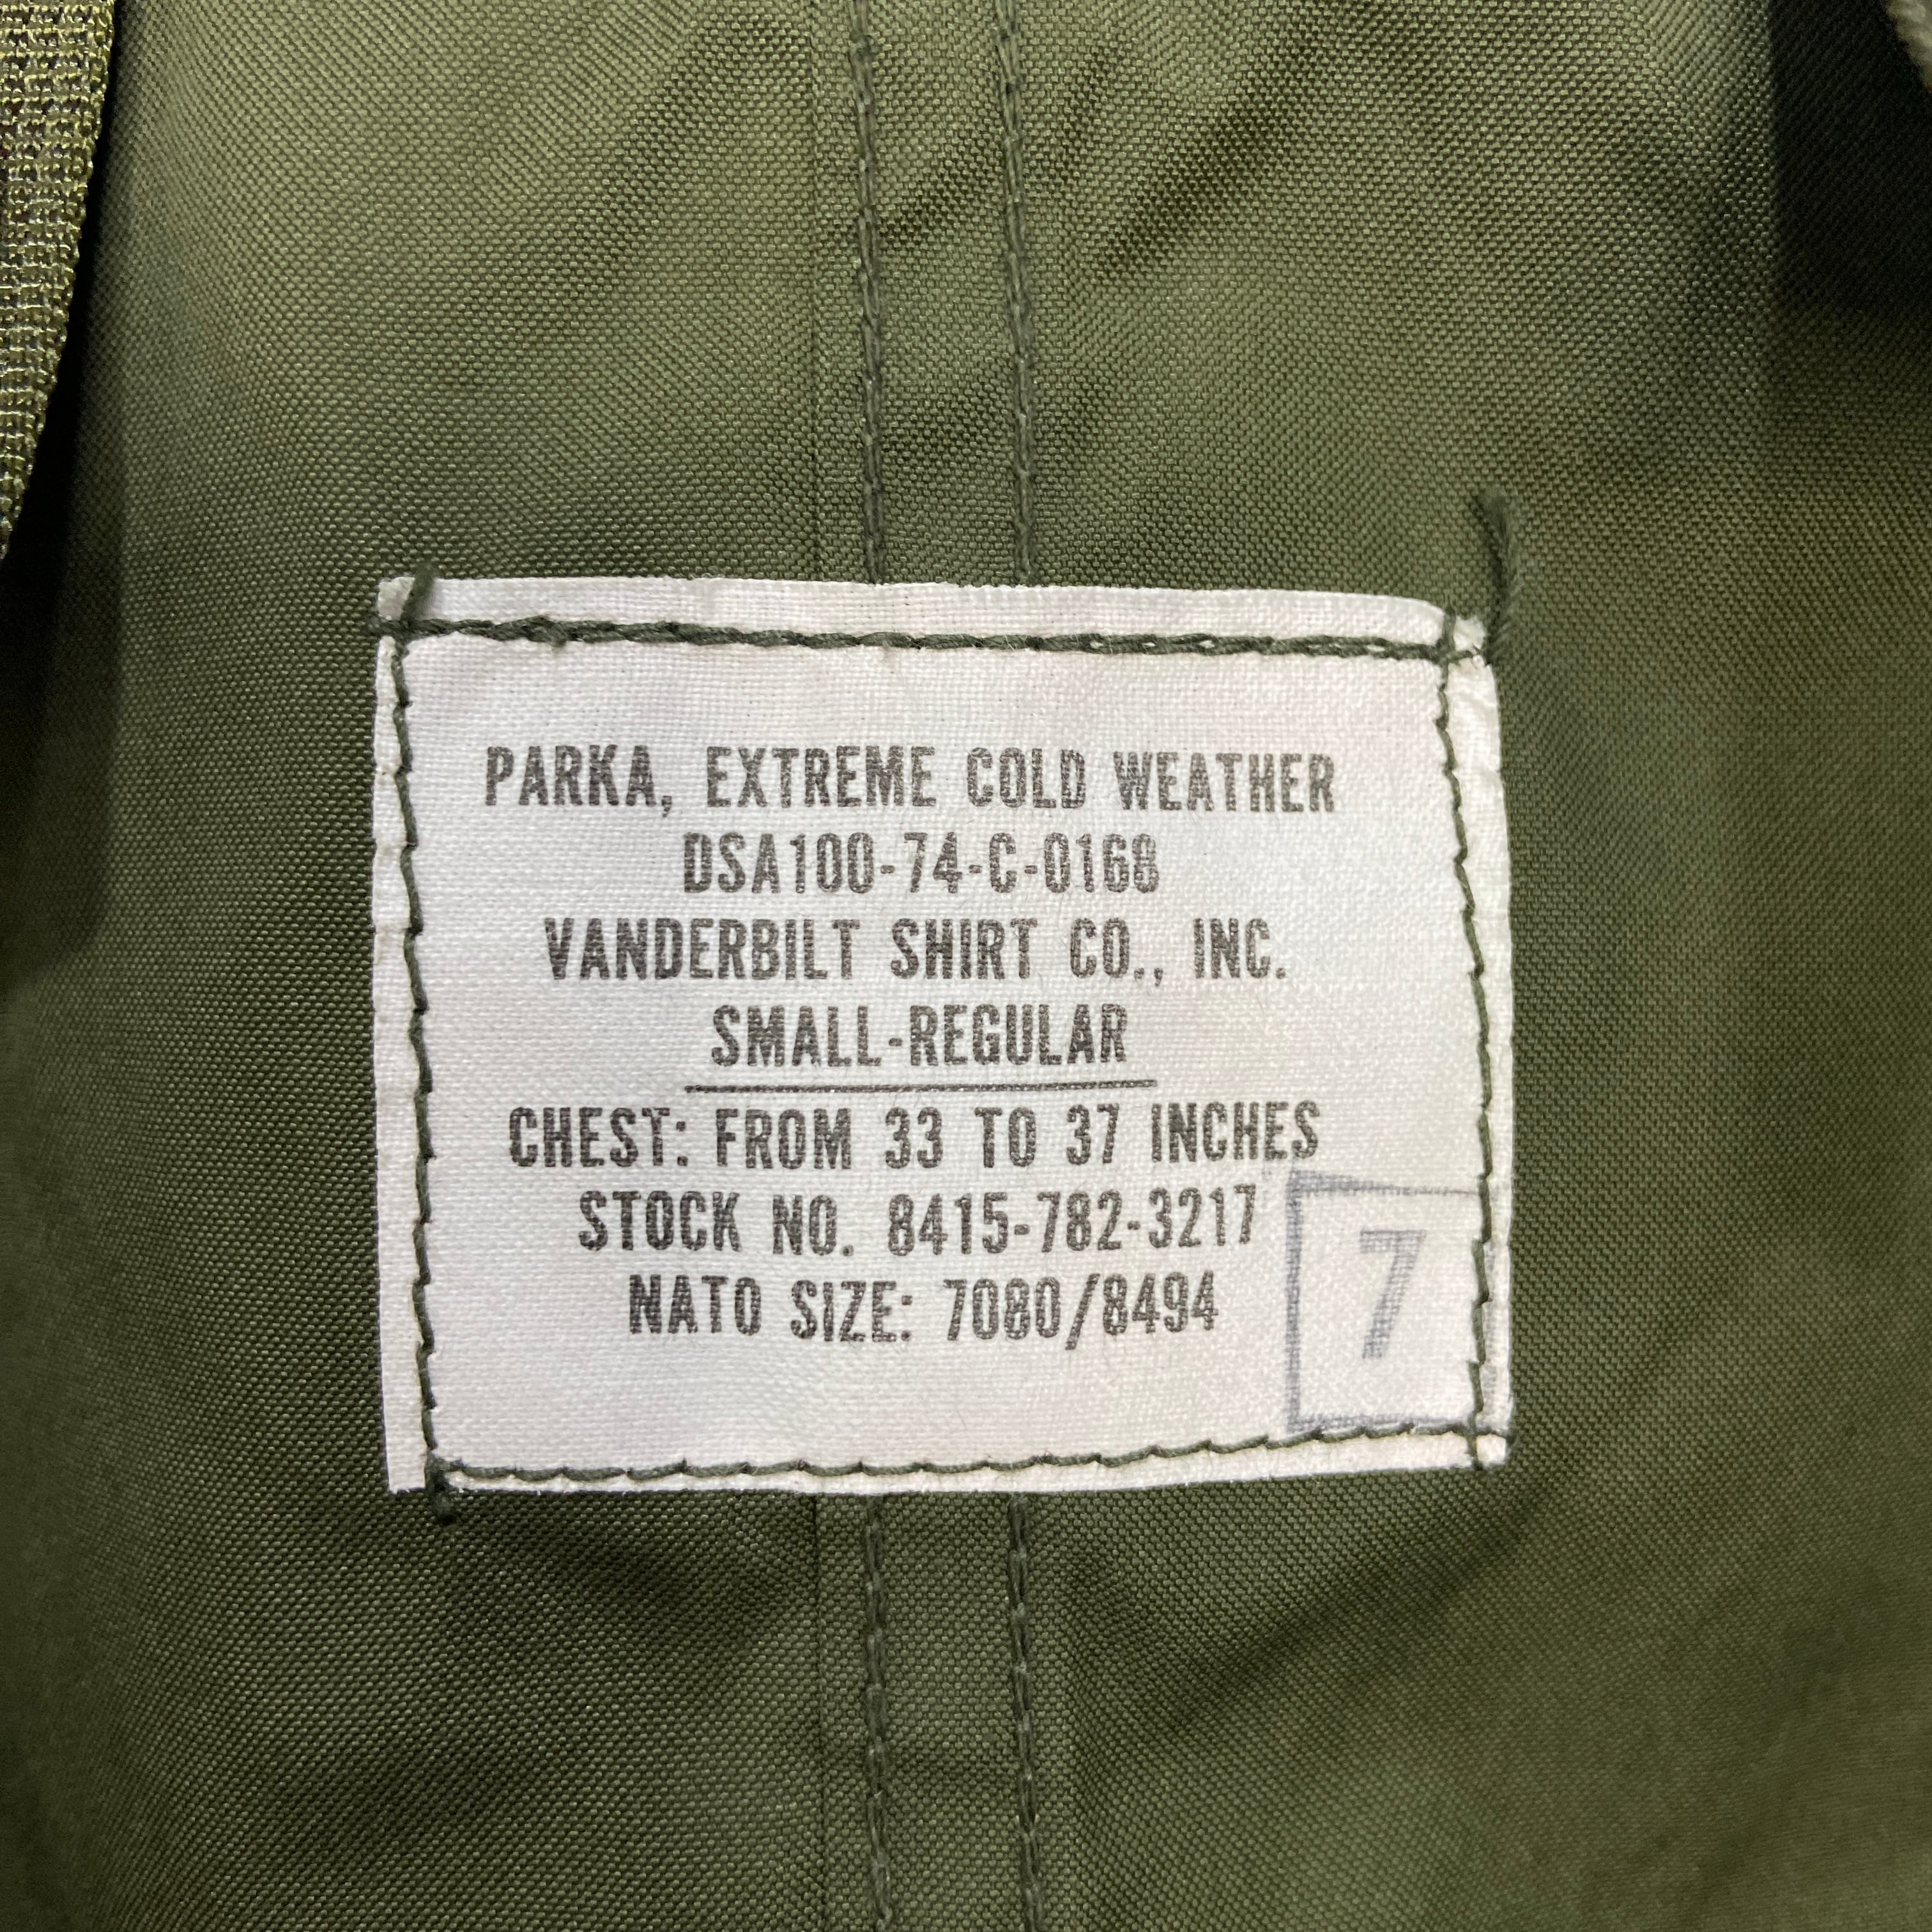 PARKA, EXTREME COLD WEATHER
DSA100-74-C-0168
VANDERBILT SHIRT CO., INC.
SMALL-REGULAR
CHEST: FROM 33 TO 37 INCHES
STOCK NO. 8415-782-3217
NATO SIZE: 7080/8494
7